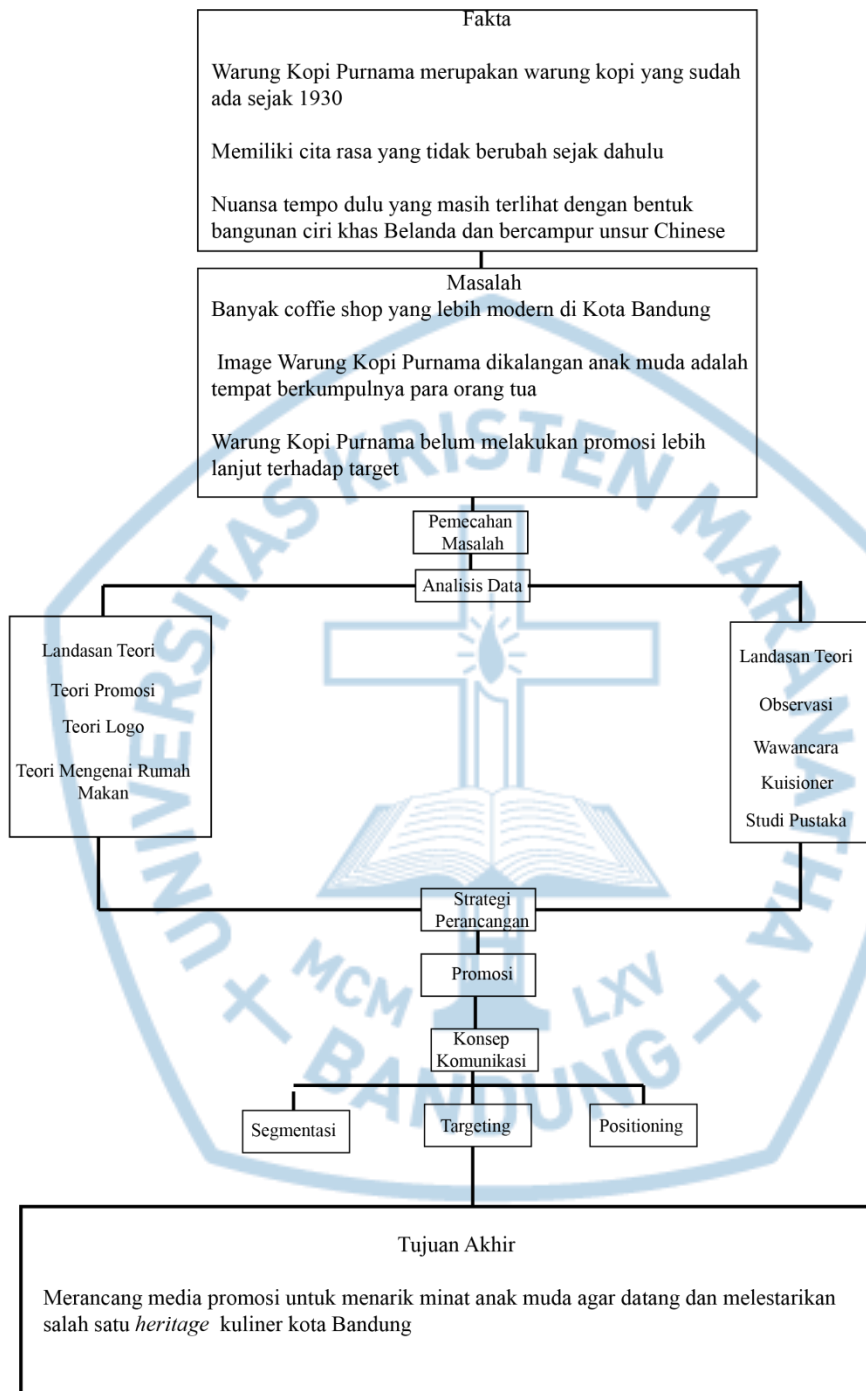 Fakta
Warung Kopi Purnama merupakan warung kopi yang sudah
ada sejak 1930
Memiliki cita rasa yang tidak berubah sejak dahulu
Nuansa tempo dulu yang masih terlihat dengan bentuk
bangunan ciri khas Belanda dan bercampur unsur Chinese
Masalah
Banyak coffie shop yang lebih modern di Kota Bandung
Image Warung Kopi Purnama dikalangan anak muda adalah
tempat berkumpulnya para orang tua
Warung Kopi Purnama belum melakukan promosi lebih
lanjut terhadap target
Pemecahan
Masalah
Analisis Data
Landasan Teori
Teori Promosi
Teori Logo
Teori Mengenai Rumah
Makan
Landasan Teori
Observasi
Wawancara
Kuisioner
Studi Pustaka
Strategi
Perancangan
Promosi
Konsep
Komunikasi
Segmentasi
Targeting
Positioning
Tujuan Akhir
Merancang media promosi untuk menarik minat anak muda agar datang dan melestarikan
salah satu heritage kuliner kota Bandung
UNIVERSITAS KRISTEN MARANATHA
MCM LXV
BANDUNG